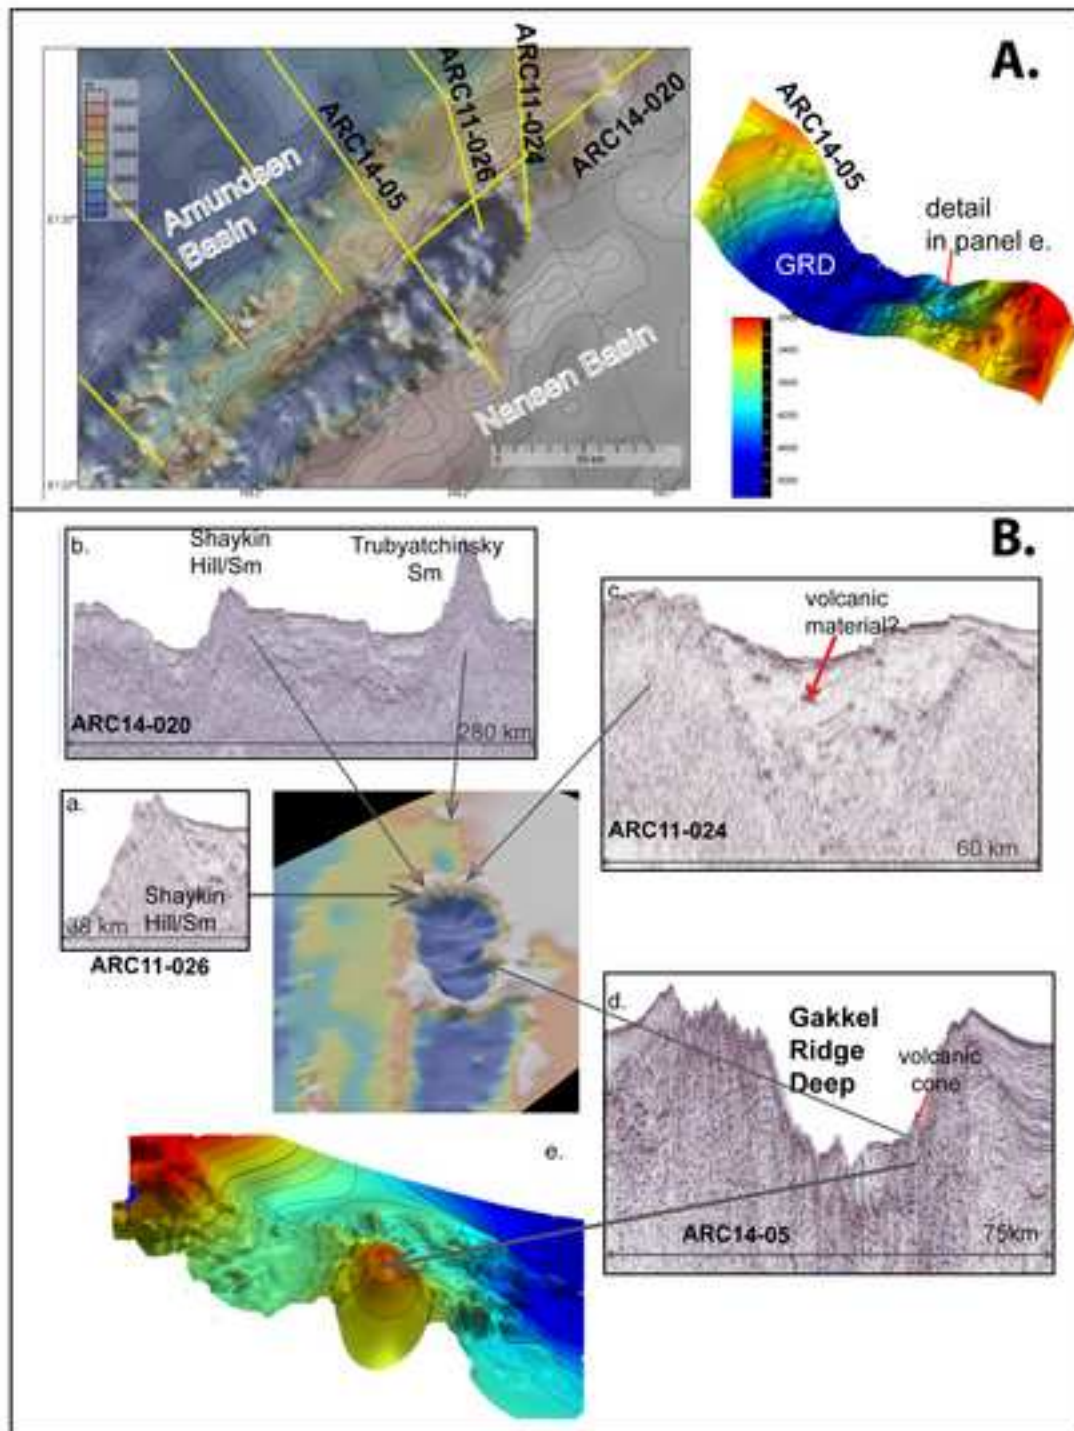 A.
ARC14-05
ARC11-026
ARC11-024
ARC14-020
Amundsen
Basin
Nansen Basin
ARC14-05
detail
in panel e.
GRD
B.
b.
Shaykin
Hill/Sm
Trubyatchinsky
Sm
ARC14-020
280 km
c.
volcanic
material?
ARC11-024
60 km
a.
Shaykin
Hill/Sm
38 km
ARC11-026
d.
Gakkel
Ridge
Deep
volcanic
cone
ARC14-05
75km
e.